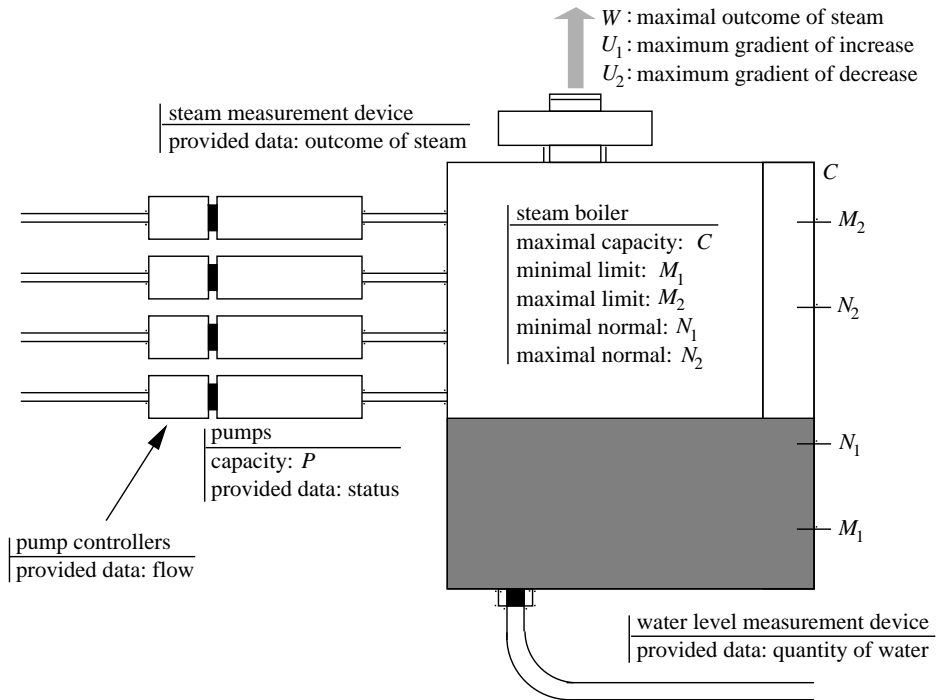 W : maximal outcome of steam
U1 : maximum gradient of increase
U2 : maximum gradient of decrease
steam measurement device
provided data: outcome of steam
C
M2
N2
N1
M1
steam boiler
maximal capacity: C
minimal limit: M1
maximal limit: M2
minimal normal: N1
maximal normal: N2
pumps
capacity: P
provided data: status
pump controllers
provided data: flow
water level measurement device
provided data: quantity of water